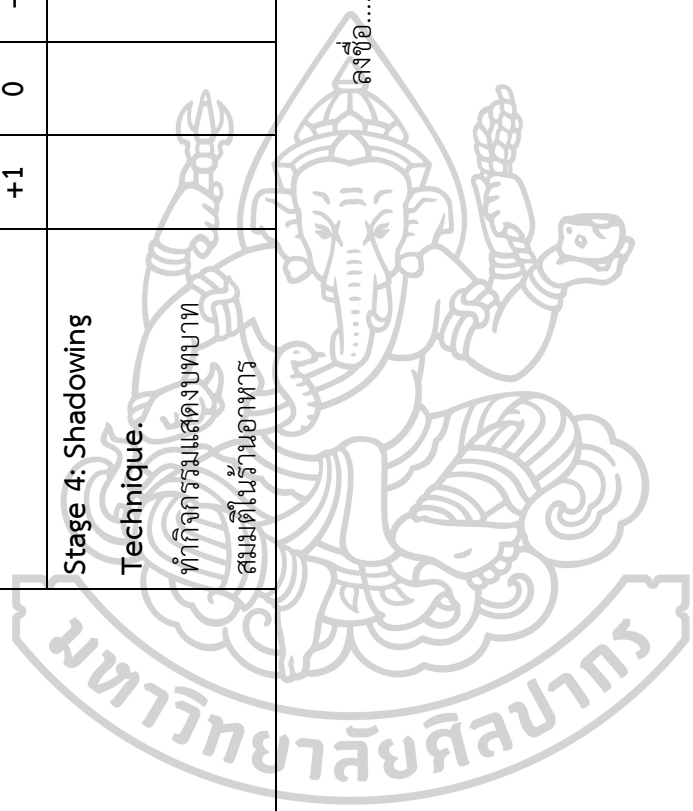 +1 0
Stage 4: Shadowing
Technique.
ทำกิจกรรมแสดงบทบาท
สมมติในร้านอาหาร
ลงชื่อ....
มหาวิทยาลัยศิลปากร